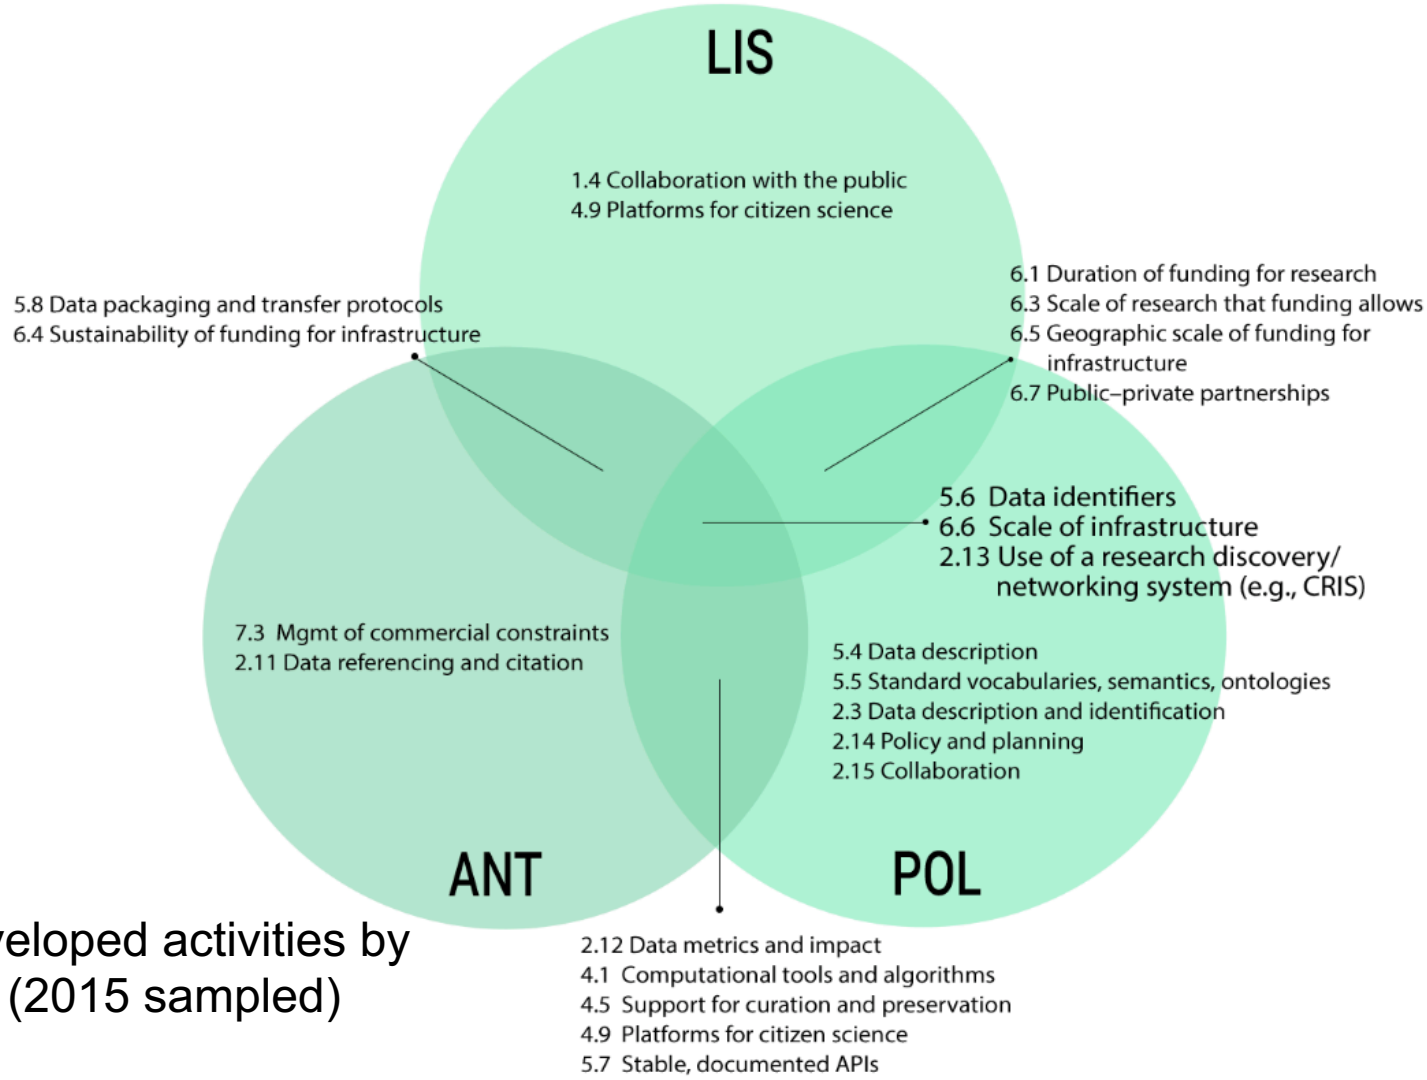 LIS
1.4 Collaboration with the public
4.9 Platforms for citizen science
5.8 Data packaging and transfer protocols
6.4 Sustainability of funding for infrastructure
6.1 Duration of funding for research
6.3 Scale of research that funding allows
6.5 Geographic scale of funding for
infrastructure
6.7 Public–private partnerships
5.6 Data identifiers
6.6 Scale of infrastructure
2.13 Use of a research discovery/
networking system (e.g., CRIS)
7.3 Mgmt of commercial constraints
2.11 Data referencing and citation
5.4 Data description
5.5 Standard vocabularies, semantics, ontologies
2.3 Data description and identification
2.14 Policy and planning
2.15 Collaboration
ANT
POL
activities by
(2015 sampled)
2.12 Data metrics and impact
4.1 Computational tools and algorithms
4.5 Support for curation and preservation
4.9 Platforms for citizen science
5.7 Stable, documented APIs